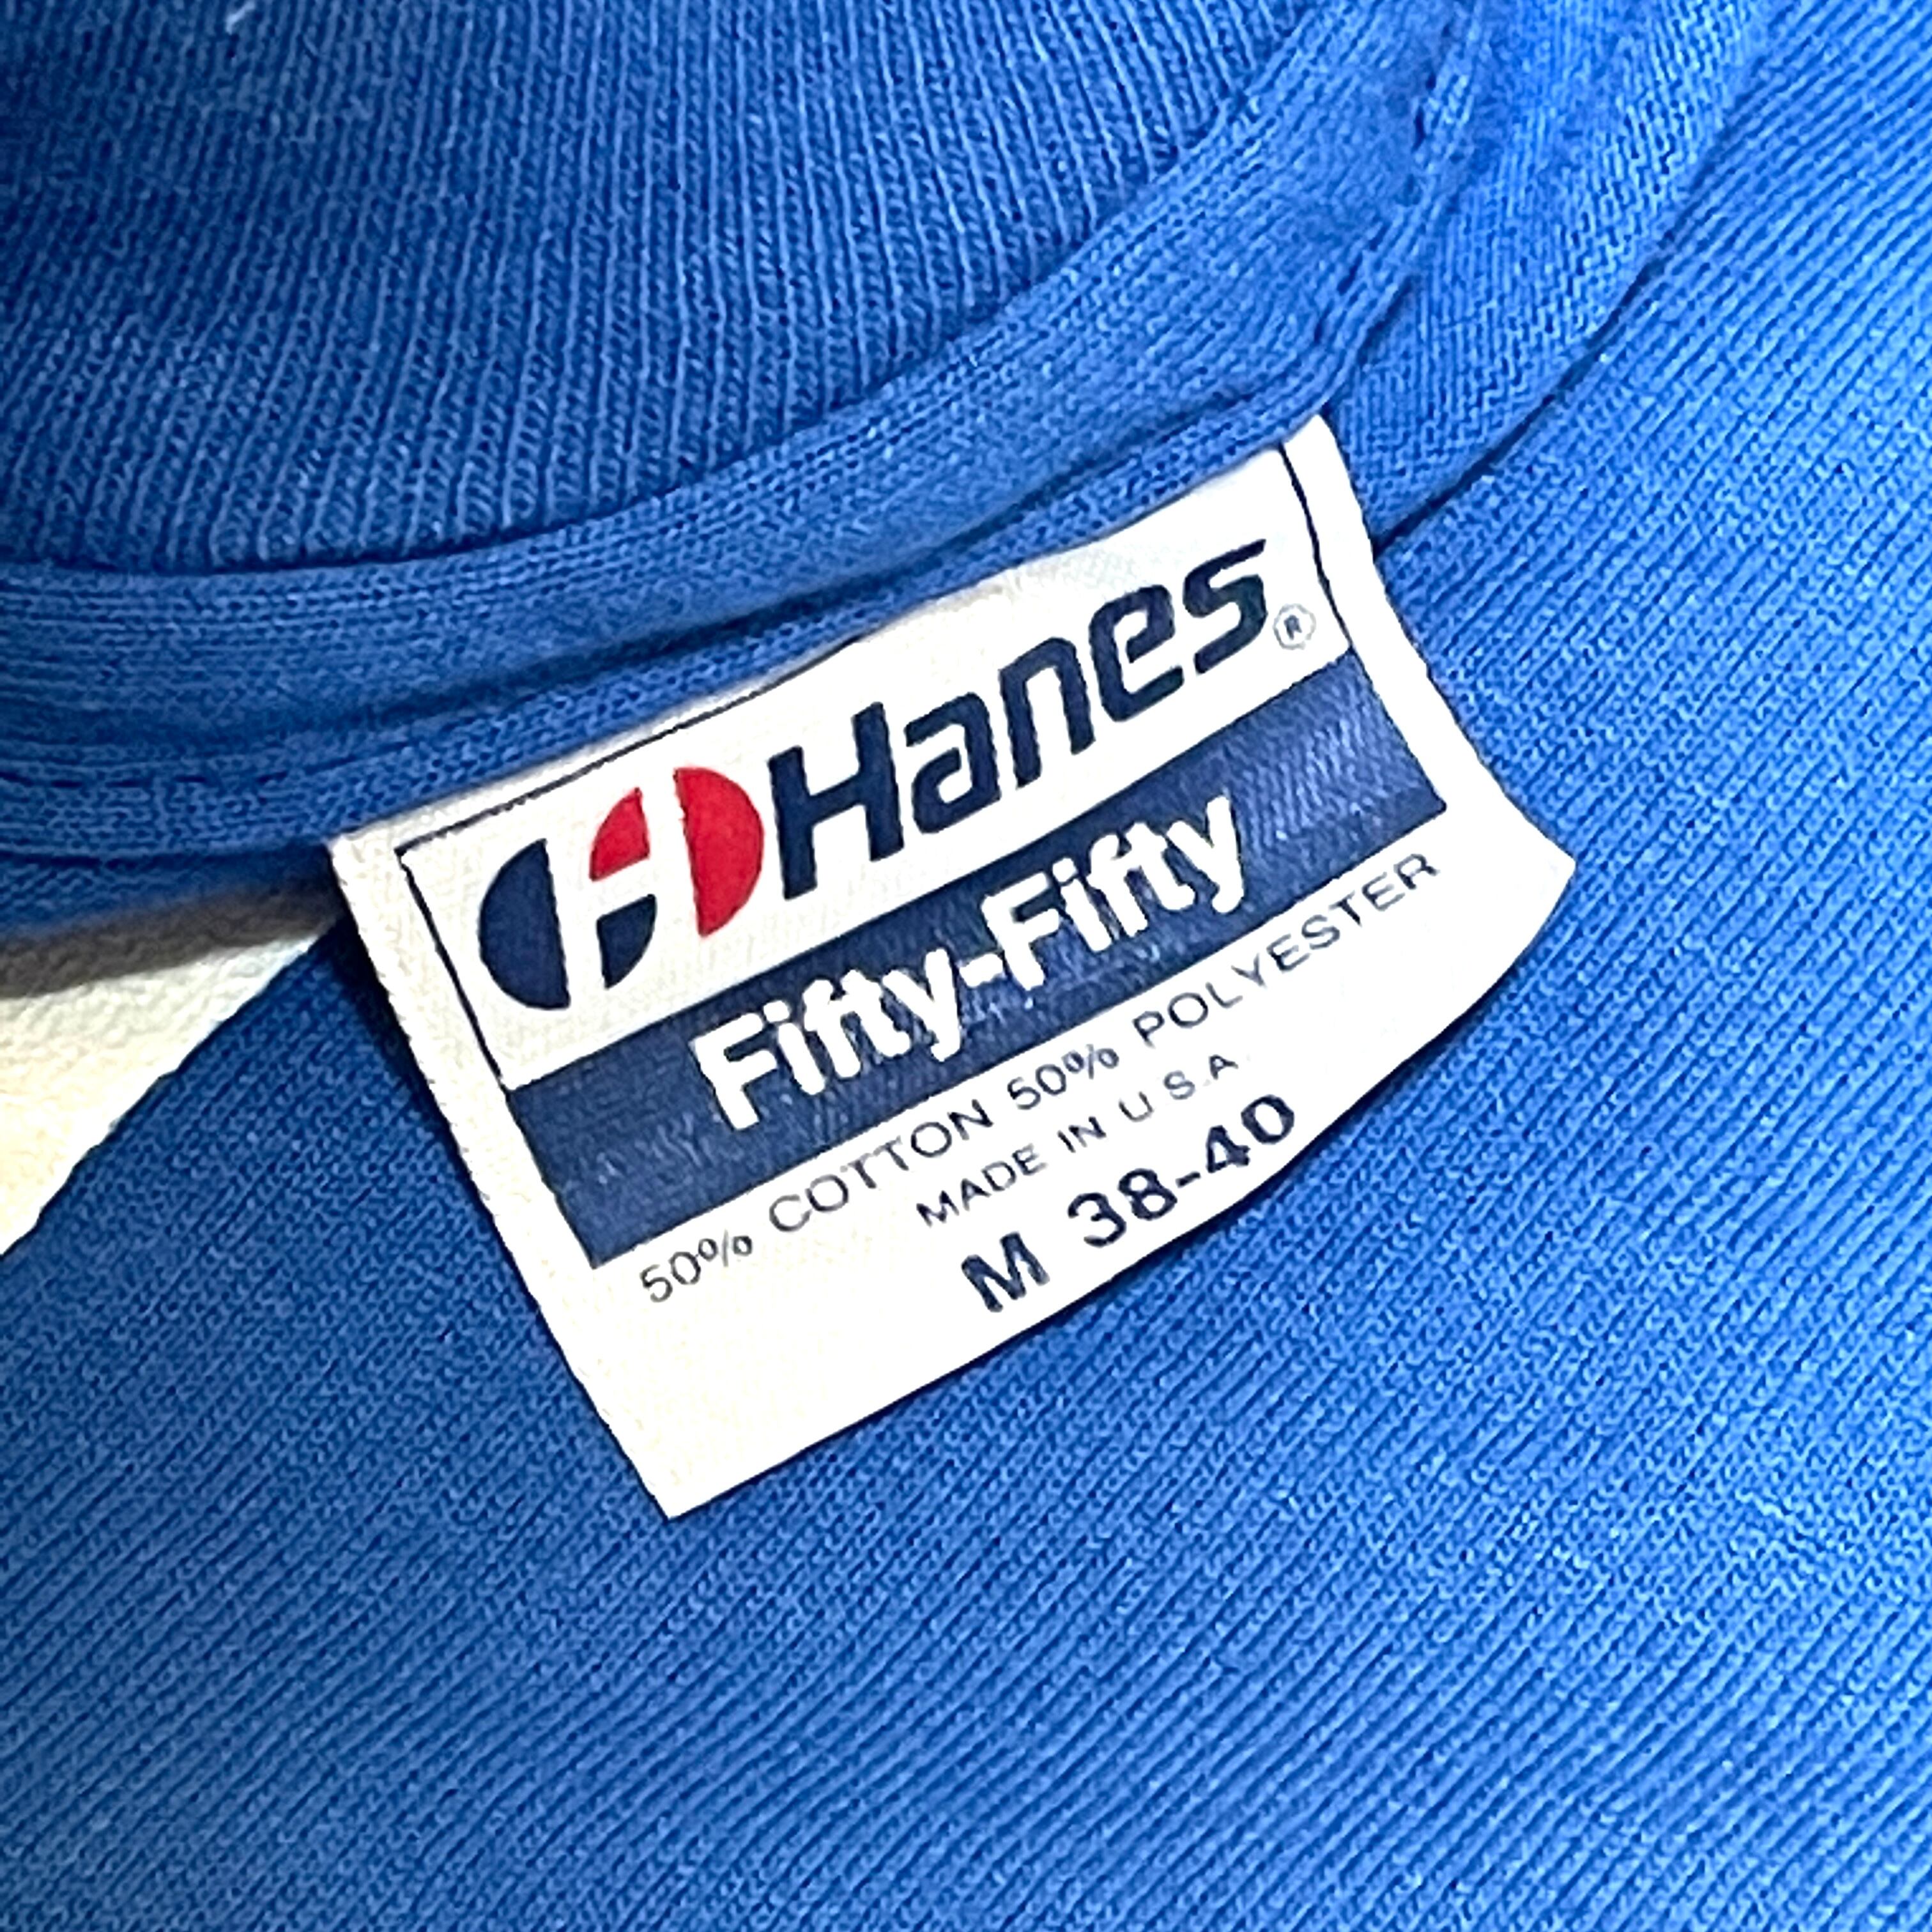 Hanes®
Fifty-Fifty
50% COTTON 50% POLYESTER
MADE IN U.S.A.
M 38-40